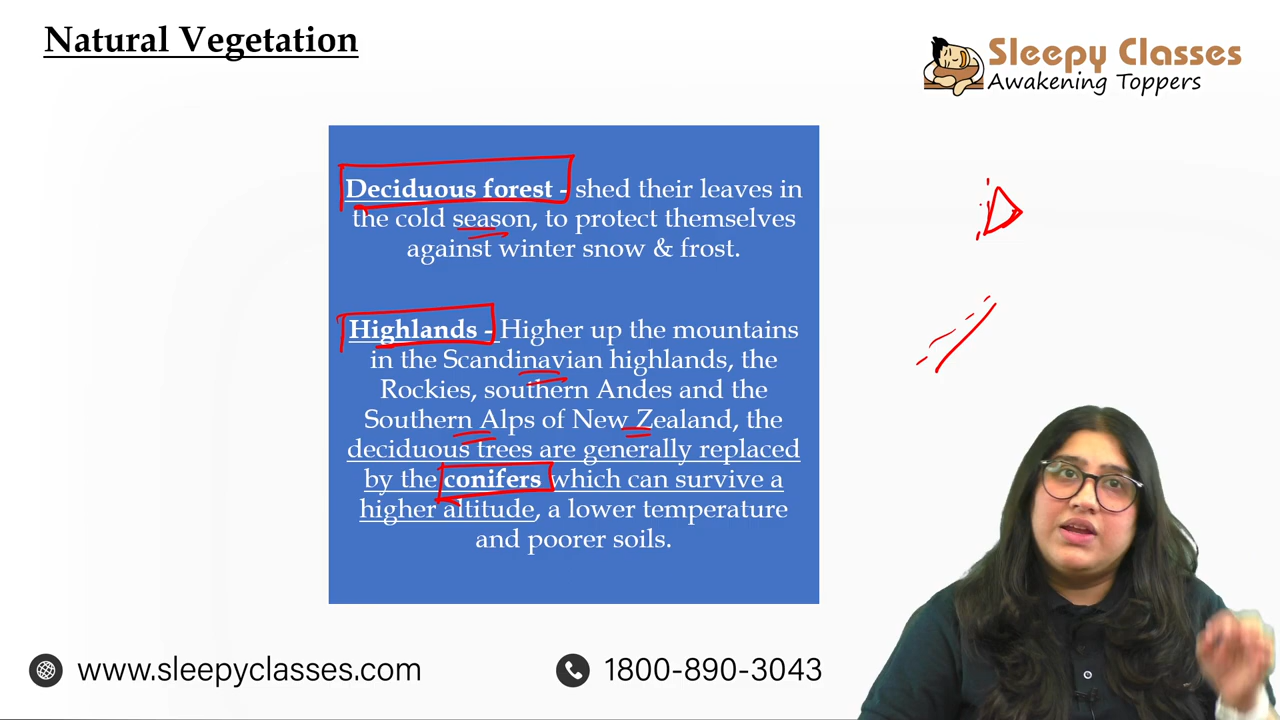 Natural Vegetation
Sleepy Classes
Awakening Toppers
Deciduous forest - shed their leaves in
the cold season, to protect themselves
against winter snow & frost.
Highlands - Higher up the mountains
in the Scandinavian highlands, the
Rockies, southern Andes and the
Southern Alps of New Zealand, the
deciduous trees are generally replaced
by the conifers which can survive a
higher altitude, a lower temperature
and poorer soils.
www.sleepyclasses.com
1800-890-3043